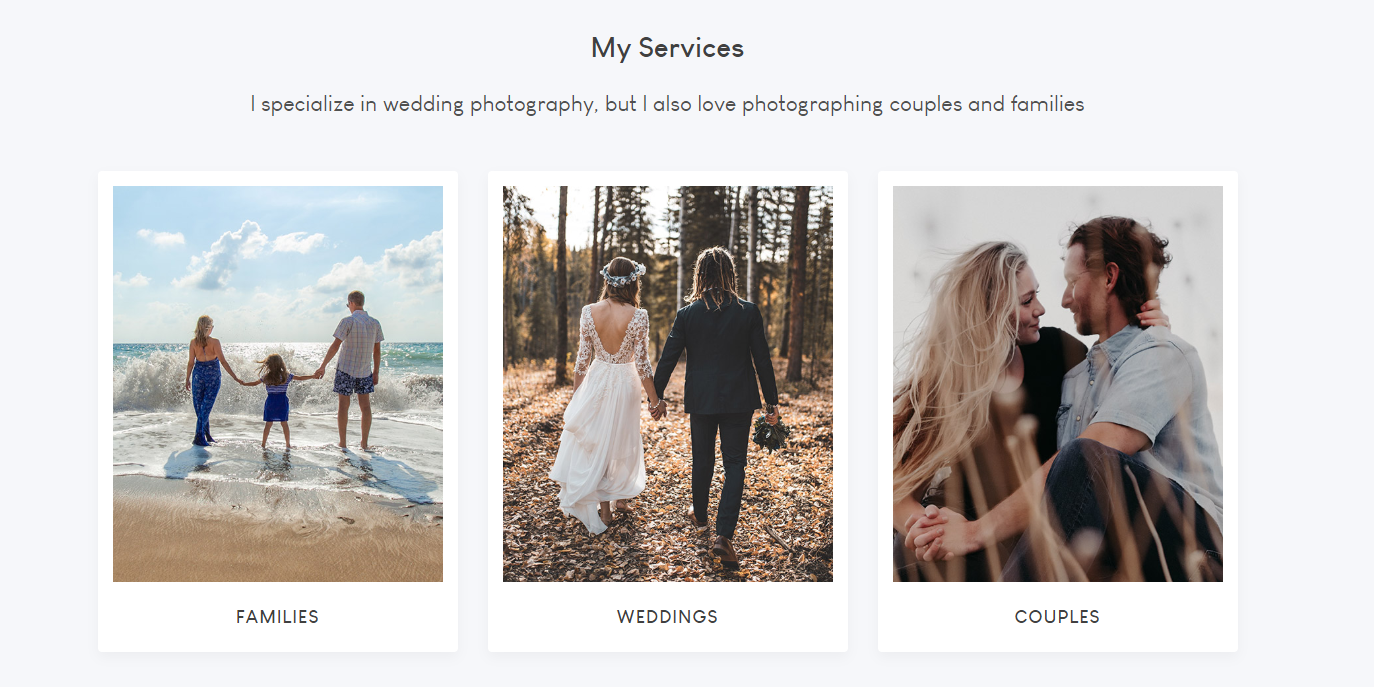 My Services
I specialize in wedding photography, but I also love photographing couples and families
FAMILIES
WEDDINGS
COUPLES